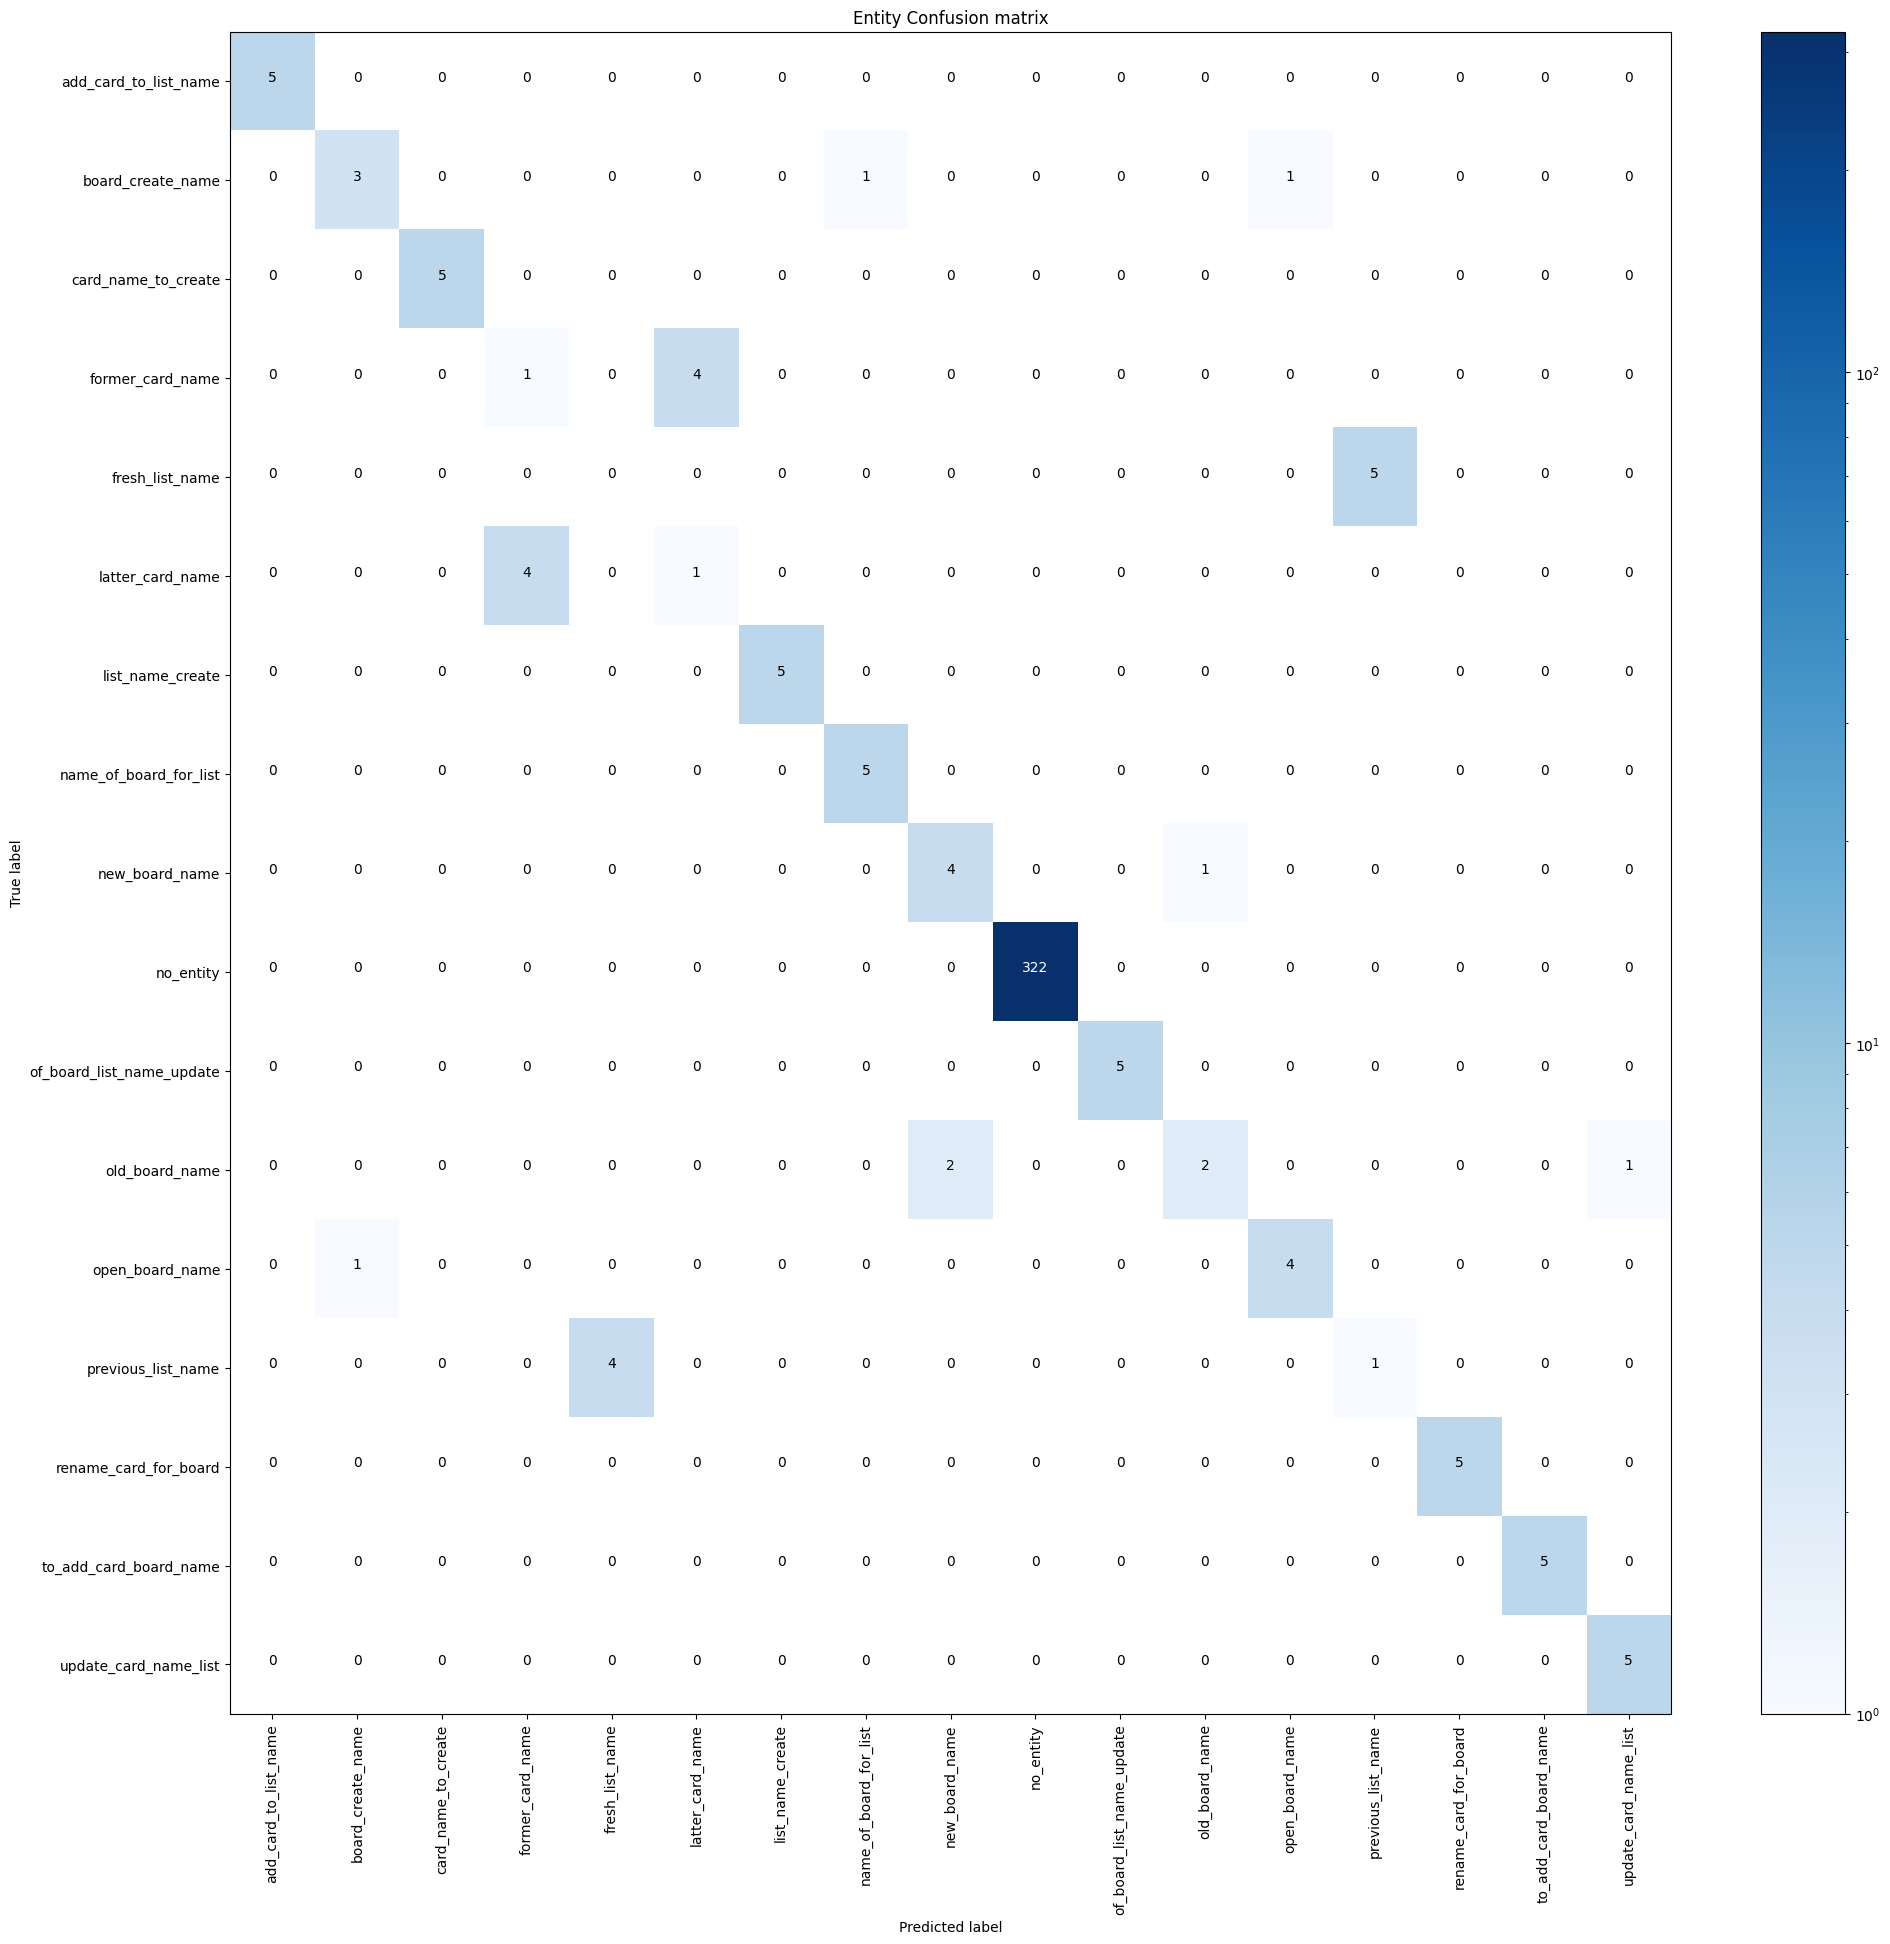 Entity Confusion matrix
add_card_to_list_name 5 0 0 0 0 0 0 0 0 0 0 0 0 0 0 0 0
board_create_name 0 3 0 0 0 0 0 1 0 0 0 0 1 0 0 0 0
card_name_to_create 0 0 5 0 0 0 0 0 0 0 0 0 0 0 0 0 0
former_card_name 0 0 0 1 0 4 0 0 0 0 0 0 0 0 0 0 0
10²
fresh_list_name 0 0 0 0 0 0 0 0 0 0 0 0 0 5 0 0 0
latter_card_name 0 0 0 4 0 1 0 0 0 0 0 0 0 0 0 0 0
list_name_create 0 0 0 0 0 0 5 0 0 0 0 0 0 0 0 0 0
name_of_board_for_list 0 0 0 0 0 0 0 5 0 0 0 0 0 0 0 0 0
True label
new_board_name 0 0 0 0 0 0 0 0 4 0 0 1 0 0 0 0 0
no_entity 0 0 0 0 0 0 0 0 0 322 0 0 0 0 0 0 0
of_board_list_name_update 0 0 0 0 0 0 0 0 0 0 5 0 0 0 0 0 0
10¹
old_board_name 0 0 0 0 0 0 0 0 2 0 0 2 0 0 0 0 1
open_board_name 0 1 0 0 0 0 0 0 0 0 0 0 4 0 0 0 0
previous_list_name 0 0 0 0 4 0 0 0 0 0 0 0 0 1 0 0 0
rename_card_for_board 0 0 0 0 0 0 0 0 0 0 0 0 0 0 5 0 0
to_add_card_board_name 0 0 0 0 0 0 0 0 0 0 0 0 0 0 0 5 0
update_card_name_list 0 0 0 0 0 0 0 0 0 0 0 0 0 0 0 0 5
10⁰
add_card_to_list_name
board_create_name
card_name_to_create
former_card_name
fresh_list_name
latter_card_name
list_name_create
name_of_board_for_list
new_board_name
no_entity
of_board_list_name_update
old_board_name
open_board_name
previous_list_name
rename_card_for_board
to_add_card_board_name
update_card_name_list
Predicted label